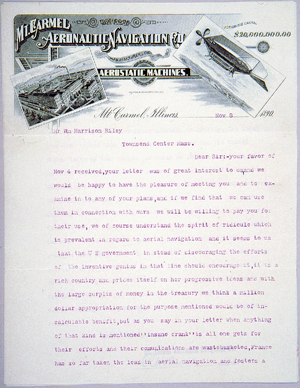 MT. CARMEL
AERONAUTIC NAVIGATION CO.
$20,000,000.00
AEROSTATIC MACHINES.
Mt. Carmel, Illinois, Nov 8 1890
Mr Wm Harrison Riley
Townsend Center Mass.
Dear Sir:-your favor of
Nov 4 received, your letter was of great interest to us and we
would be happy to have the pleasure of meeting you and to ex-
amine in to any of your plans, and if we find that we can use
them in connection with ours we will be willing to pay you for
their use, we of course understand the spirit of ridicule which
is prevalent in regard to aerial navigation and it seems to us
that the U S government in stead of discouraging the efforts
of the inventive genius in that line should encourage it, it is a
rich country and prides itself on her progressive ideas and with
the large surplus of money in the treasury we think a million
dollar appropriation for the purpose mentioned would be of in-
calculable benifit, but as you say in your letter when anything
of that kind is mentioned "insane crank" is all one gets for
their efforts and their comunications are wastebasketed, France
has so far taken the lead in aerial navigation and fosters a